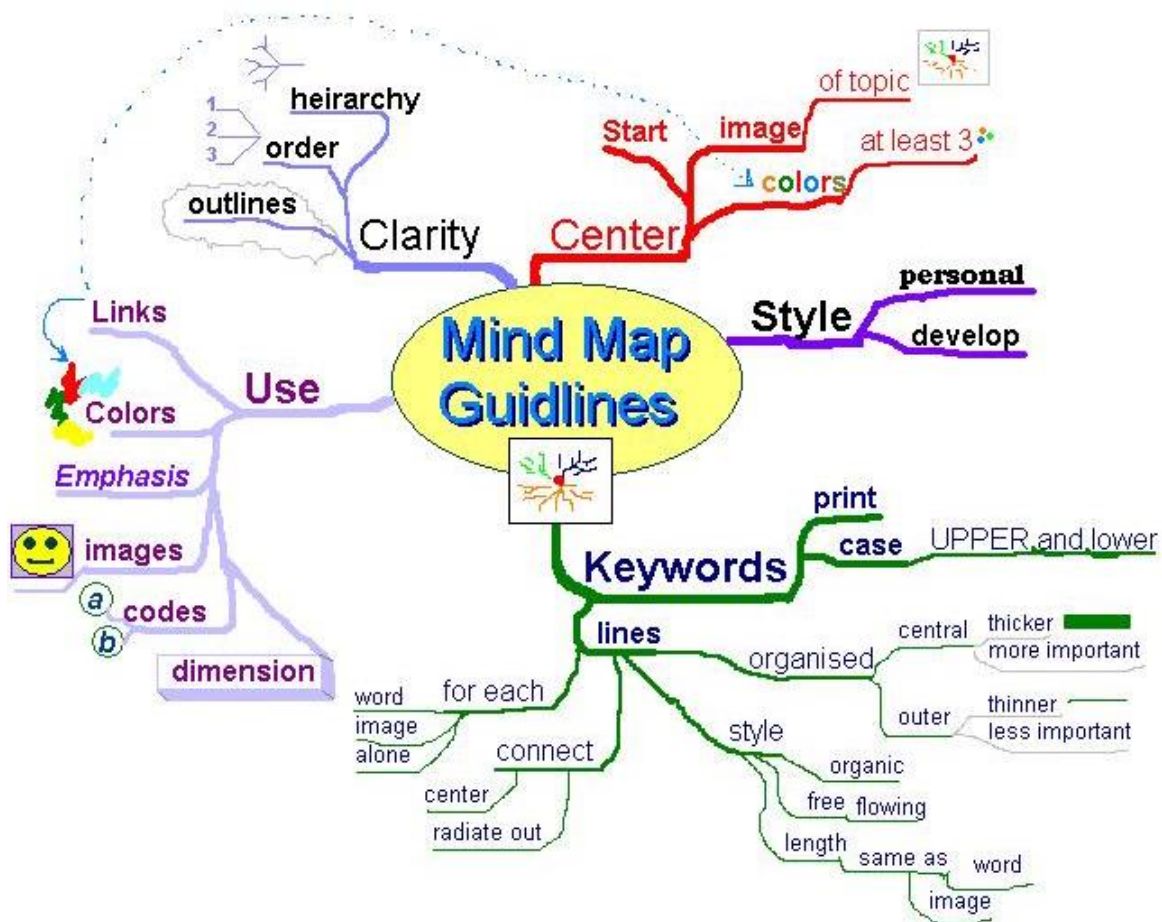 Mind Map
Guidlines
Center
Start
image
of topic
colors
at least 3
Style
personal
develop
Keywords
print
case
UPPER and lower
lines
organised
central
thicker
more important
outer
thinner
less important
style
organic
free flowing
length
same as
word
image
connect
center
radiate out
for each
word
image
alone
Use
Links
Colors
Emphasis
images
codes
a
b
dimension
Clarity
heirarchy
order
1
2
3
outlines